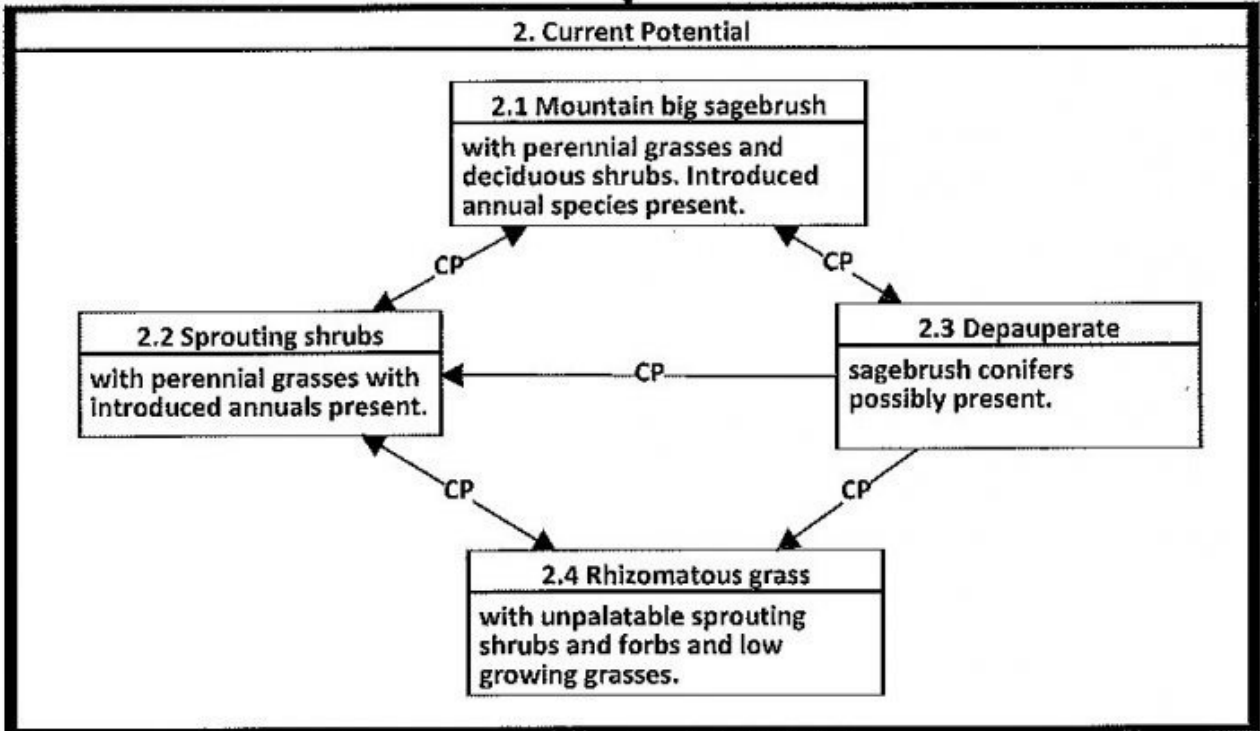 2. Current Potential
2.1 Mountain big sagebrush
with perennial grasses and
deciduous shrubs. Introduced
annual species present.
CP
CP
2.2 Sprouting shrubs
with perennial grasses with
introduced annuals present.
CP
2.3 Depauperate
sagebrush conifers
possibly present.
CP
CP
2.4 Rhizomatous grass
with unpalatable sprouting
shrubs and forbs and low
growing grasses.